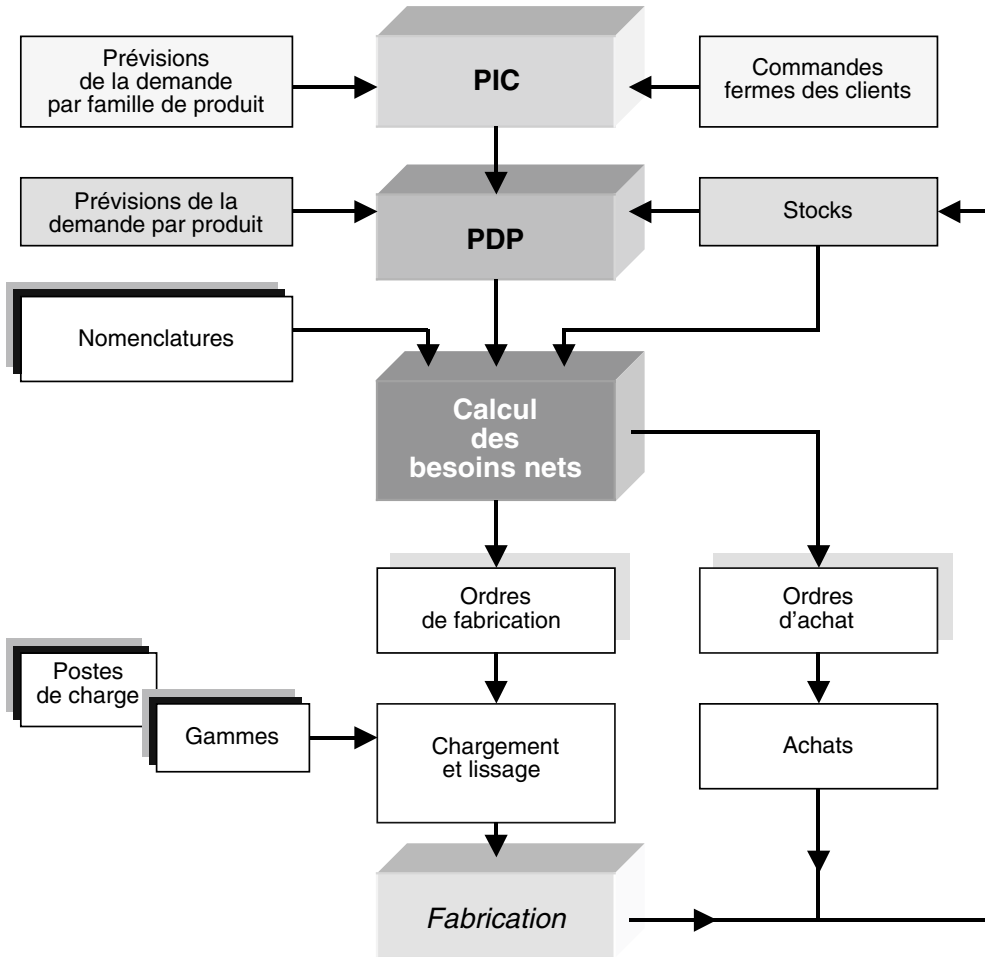 Prévisions
de la demande
par famille de produit
PIC
Commandes
fermes des clients
Prévisions de la
demande par produit
PDP
Stocks
Nomenclatures
Calcul
des
besoins nets
Ordres
de fabrication
Ordres
d'achat
Postes
de charge
Gammes
Chargement
et lissage
Achats
Fabrication